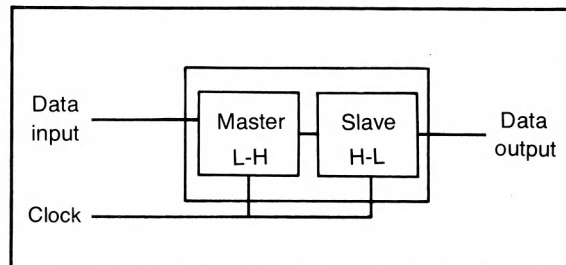 Data
input
Master
L-H
Slave
H-L
Data
output
Clock